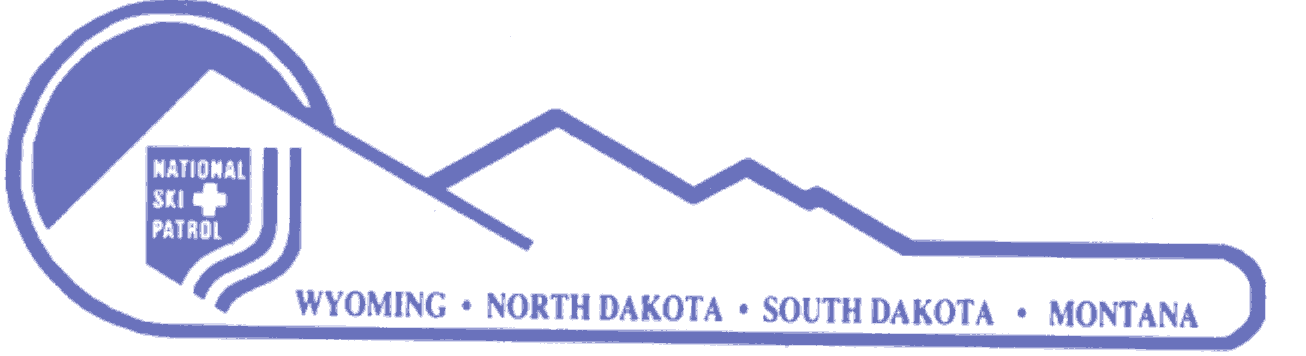 NATIONAL
SKI
PATROL
WYOMING • NORTH DAKOTA • SOUTH DAKOTA • MONTANA